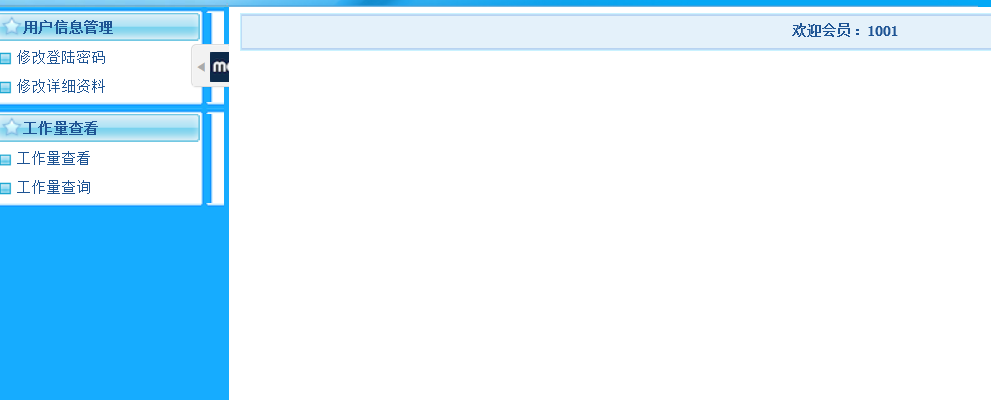 用户信息管理
修改登陆密码
修改详细资料
工作量查看
工作量查看
工作量查询
欢迎会员：1001